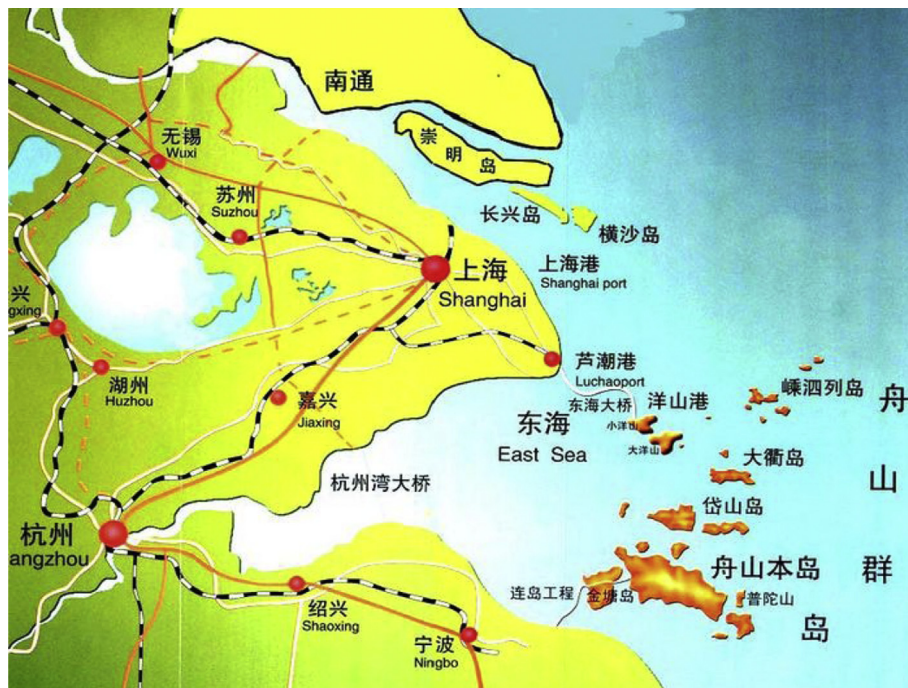 南通
崇明岛
无锡
Wuxi
苏州
Suzhou
长兴岛
横沙岛
上海
Shanghai
上海港
Shanghai port
兴
gxing
湖州
Huzhou
嘉兴
Jiaxing
芦潮港
Luchaoport
东海大桥
洋山港
小洋山
大洋山
嵊泗列岛
东海
East Sea
大衢岛
杭州湾大桥
岱山岛
杭州
angzhou
舟山本岛
舟山群岛
连岛工程
金塘岛
普陀山
绍兴
Shaoxing
宁波
Ningbo